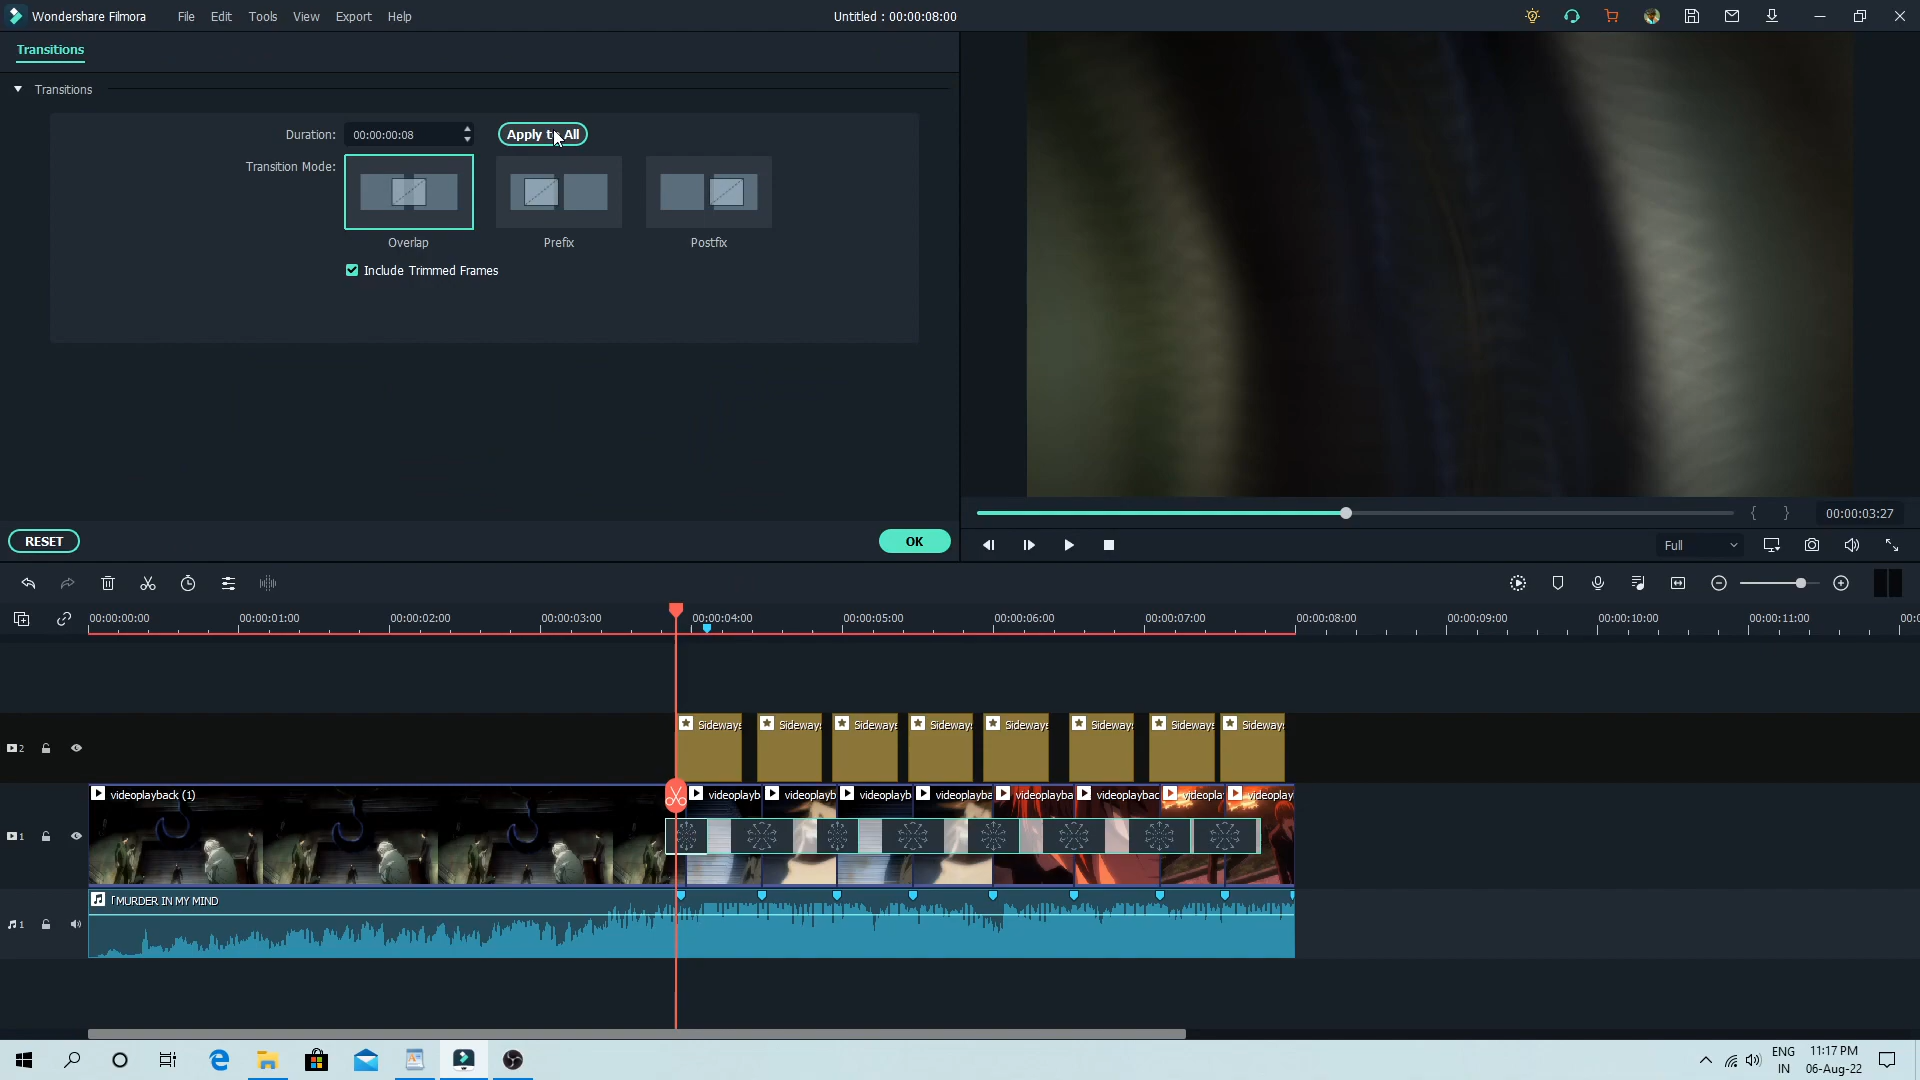 Wondershare Filmora File Edit Tools View Export Help Untitled : 00:00:08:00
Transitions
Transitions
Duration: 00:00:00:08 Apply to All
Transition Mode:
Overlap Prefix Postfix
Include Trimmed Frames
00:00:03:27
RESET OK
Full
00:00:00:00 00:00:01:00 00:00:02:00 00:00:03:00 00:00:04:00 00:00:05:00 00:00:06:00 00:00:07:00 00:00:08:00 00:00:09:00 00:00:10:00 00:00:11:00 00:0
2 Sideways Sideways Sideways Sideways Sideways Sideways Sideways Sideways
videoplayback (1) videoplayb videoplayb videoplayb videoplayba videoplayba videoplaybac videopla videoplay
1
「MURDER IN MY MIND
1
ENG 11:17 PM
IN 06-Aug-22